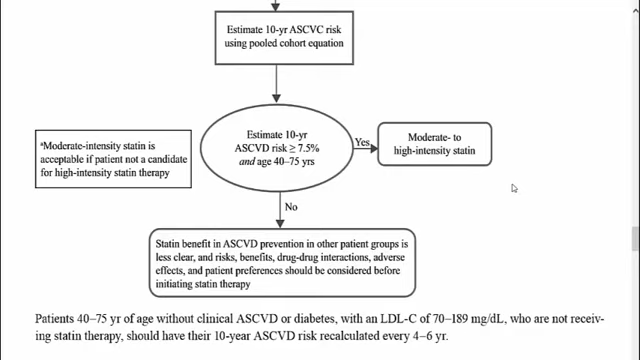 Estimate 10-yr ASCVC risk
using pooled cohort equation
Estimate 10-yr
ASCVD risk ≥ 7.5%
and age 40–75 yrs
Yes
Moderate- to
high-intensity statin
ᵃModerate-intensity statin is
acceptable if patient not a candidate
for high-intensity statin therapy
No
Statin benefit in ASCVD prevention in other patient groups is
less clear, and risks, benefits, drug-drug interactions, adverse
effects, and patient preferences should be considered before
initiating statin therapy
Patients 40–75 yr of age without clinical ASCVD or diabetes, with an LDL-C of 70–189 mg/dL, who are not receiv-
ing statin therapy, should have their 10-year ASCVD risk recalculated every 4–6 yr.